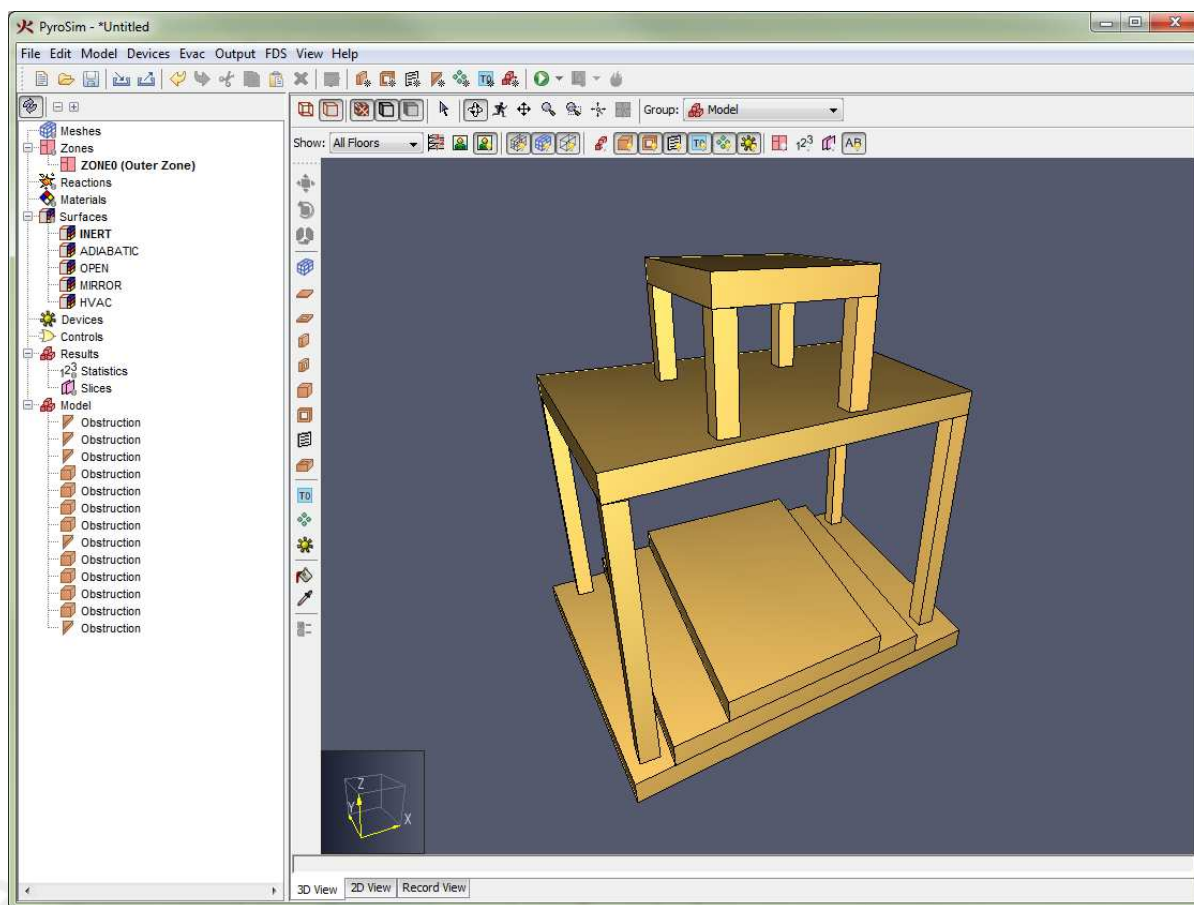 PyroSim - *Untitled
File Edit Model Devices Evac Output FDS View Help
Group: Model
Show: All Floors
Meshes
Zones
ZONE0 (Outer Zone)
Reactions
Materials
Surfaces
INERT
ADIABATIC
OPEN
MIRROR
HVAC
Devices
Controls
Results
Statistics
Slices
Model
Obstruction
Obstruction
Obstruction
Obstruction
Obstruction
Obstruction
Obstruction
Obstruction
Obstruction
Obstruction
Obstruction
Obstruction
Obstruction
Z
Y
X
3D View 2D View Record View